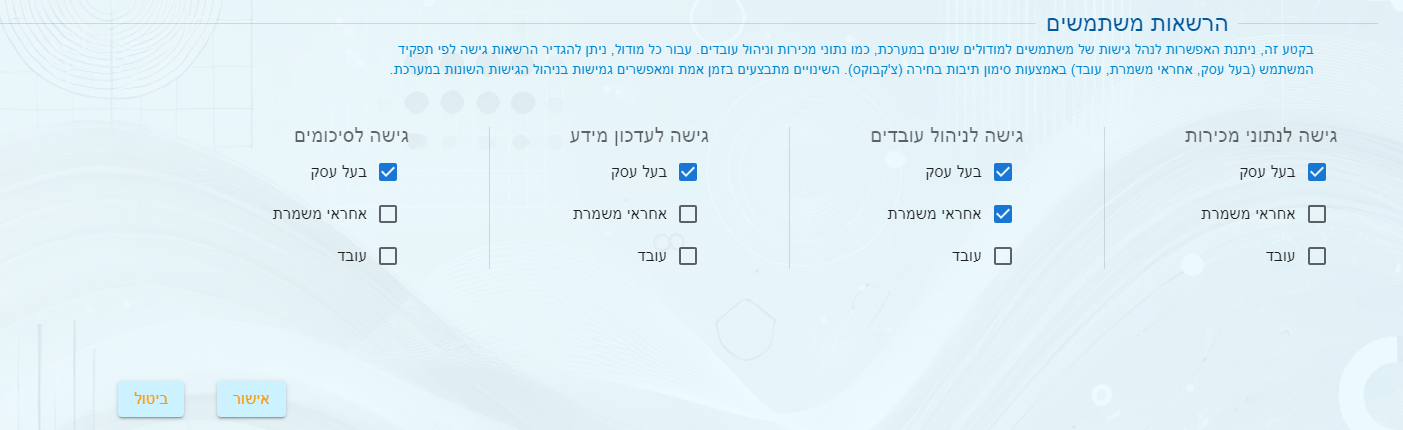 הרשאות משתמשים
בקטע זה, ניתנת האפשרות לנהל גישות של משתמשים למודולים שונים במערכת, כמו נתוני מכירות וניהול עובדים. עבור כל מודול, ניתן להגדיר הרשאות גישה לפי תפקיד
המשתמש (בעל עסק, אחראי משמרת, עובד) באמצעות סימון תיבות בחירה (צ'קבוקס). השינויים מתבצעים בזמן אמת ומאפשרים גמישות בניהול הגישות השונות במערכת.
גישה לנתוני מכירות
בעל עסק
אחראי משמרת
עובד
גישה לניהול עובדים
בעל עסק
אחראי משמרת
עובד
גישה לעדכון מידע
בעל עסק
אחראי משמרת
עובד
גישה לסיכומים
בעל עסק
אחראי משמרת
עובד
אישור
ביטול